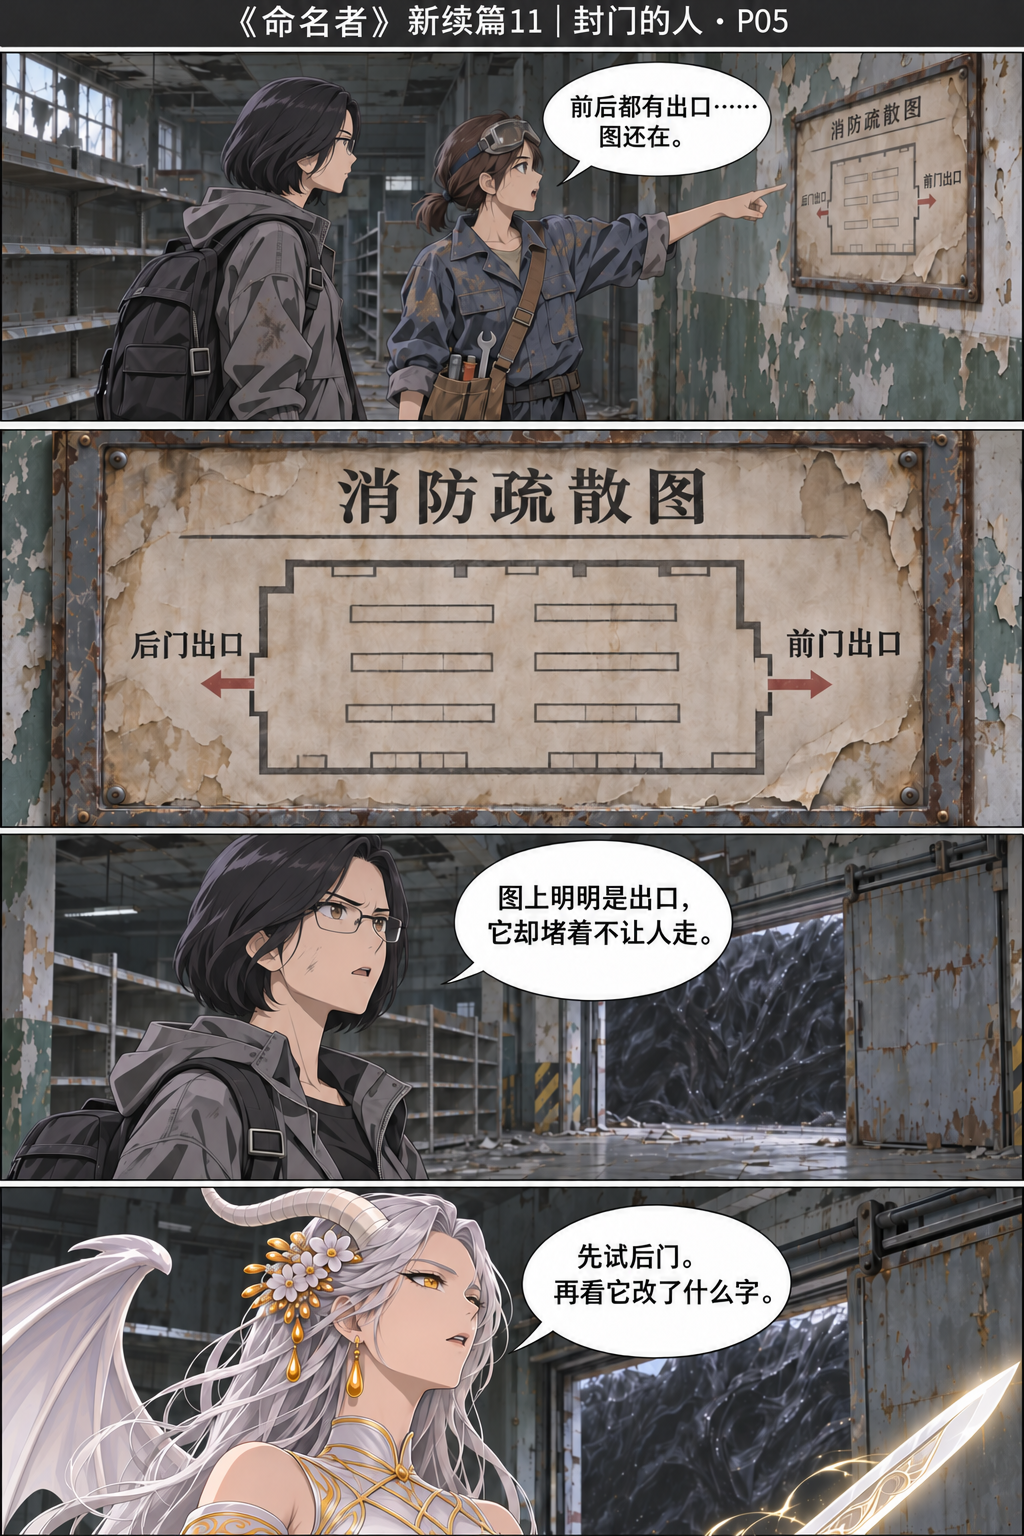 《命名者》新续篇11｜封门的人·P05
前后都有出口……
图还在。
消防疏散图
后门出口
前门出口
消防疏散图
后门出口
前门出口
图上明明是出口，
它却堵着不让人走。
先试后门。
再看它改了什么字。